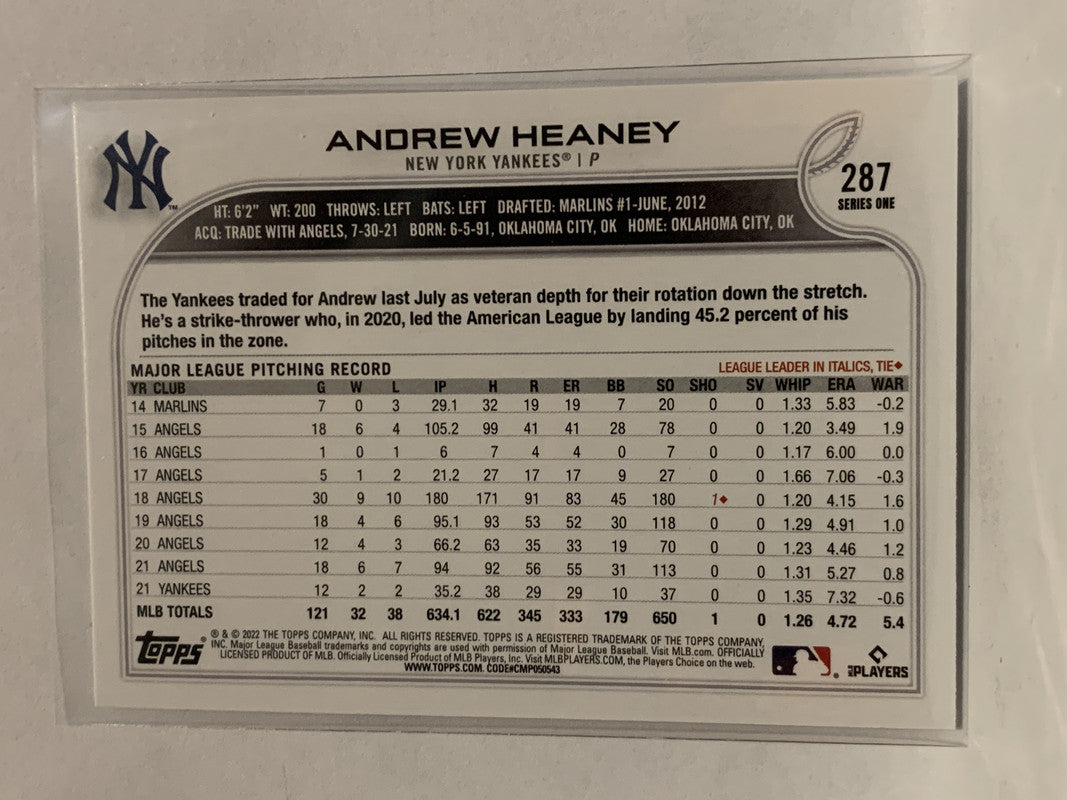 NY
TM
ANDREW HEANEY
NEW YORK YANKEES® | P
287
SERIES ONE
HT: 6'2" WT: 200 THROWS: LEFT BATS: LEFT DRAFTED: MARLINS #1-JUNE, 2012
ACQ: TRADE WITH ANGELS, 7-30-21 BORN: 6-5-91, OKLAHOMA CITY, OK HOME: OKLAHOMA CITY, OK
The Yankees traded for Andrew last July as veteran depth for their rotation down the stretch.
He's a strike-thrower who, in 2020, led the American League by landing 45.2 percent of his
pitches in the zone.
MAJOR LEAGUE PITCHING RECORD LEAGUE LEADER IN ITALICS, TIE◆
YR CLUB G W L IP H R ER BB SO SHO SV WHIP ERA WAR
14 MARLINS 7 0 3 29.1 32 19 19 7 20 0 0 1.33 5.83 -0.2
15 ANGELS 18 6 4 105.2 99 41 41 28 78 0 0 1.20 3.49 1.9
16 ANGELS 1 0 1 6 7 4 4 0 7 0 0 1.17 6.00 0.0
17 ANGELS 5 1 2 21.2 27 17 17 9 27 0 0 1.66 7.06 -0.3
18 ANGELS 30 9 10 180 171 91 83 45 180 1◆ 0 1.20 4.15 1.6
19 ANGELS 18 4 6 95.1 93 53 52 30 118 0 0 1.29 4.91 1.0
20 ANGELS 12 4 3 66.2 63 35 33 19 70 0 0 1.23 4.46 1.2
21 ANGELS 18 6 7 94 92 56 55 31 113 0 0 1.31 5.27 0.8
21 YANKEES 12 2 2 35.2 38 29 29 10 37 0 0 1.35 7.32 -0.6
MLB TOTALS 121 32 38 634.1 622 345 333 179 650 1 0 1.26 4.72 5.4
topps®
® & © 2022 THE TOPPS COMPANY, INC. ALL RIGHTS RESERVED. TOPPS IS A REGISTERED TRADEMARK OF THE TOPPS COMPANY,
INC. Major League Baseball trademarks and copyrights are used with permission of Major League Baseball. Visit MLB.com. OFFICIALLY
LICENSED PRODUCT OF MLB. Officially Licensed Product of MLB Players, Inc. Visit MLBPLAYERS.COM, the Players Choice on the web.
WWW.TOPPS.COM. CODE#CMP050543
MLB PLAYERS